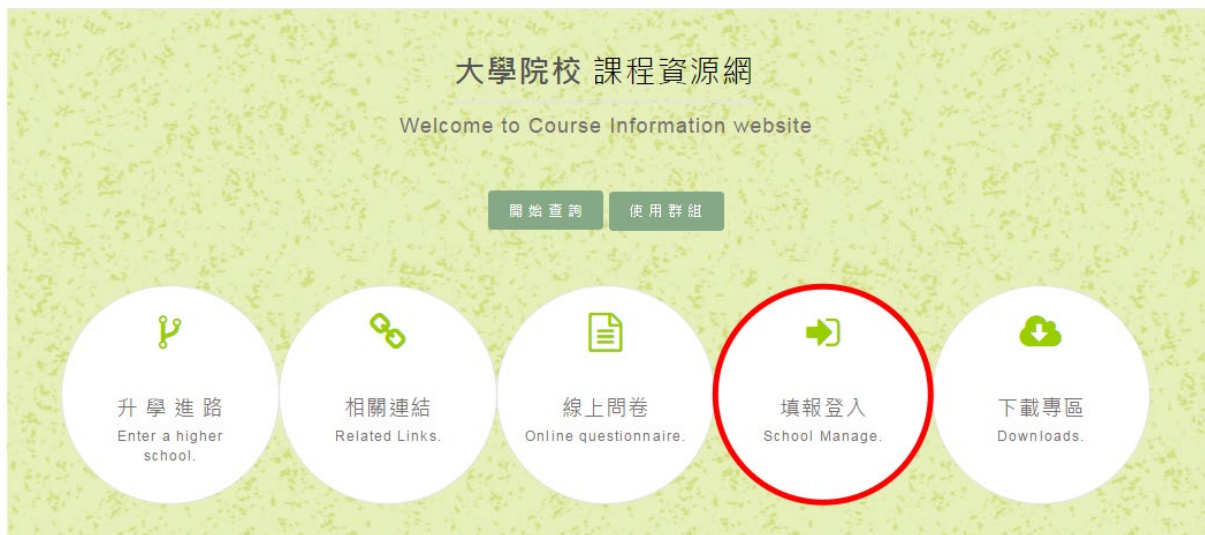 大學院校 課程資源網
Welcome to Course Information website
開始查詢 使用群組
升學進路
Enter a higher
school.
相關連結
Related Links.
線上問卷
Online questionnaire.
填報登入
School Manage.
下載專區
Downloads.